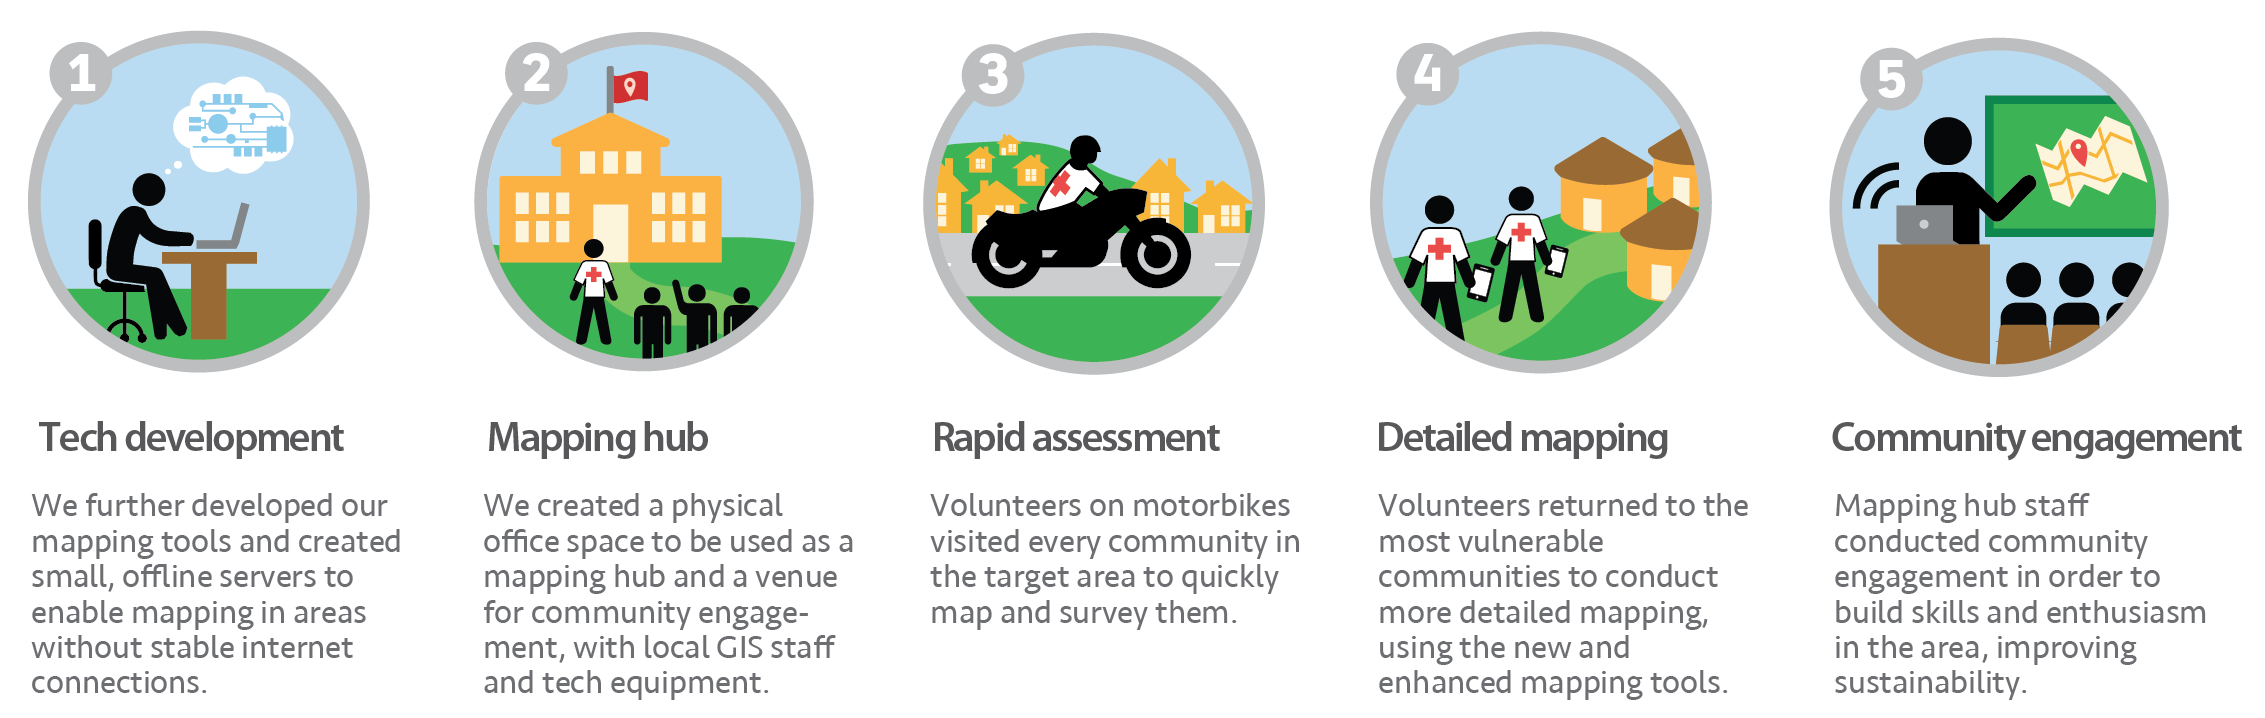 1
Tech development
We further developed our
mapping tools and created
small, offline servers to
enable mapping in areas
without stable internet
connections.
2
Mapping hub
We created a physical
office space to be used as a
mapping hub and a venue
for community engage-
ment, with local GIS staff
and tech equipment.
3
Rapid assessment
Volunteers on motorbikes
visited every community in
the target area to quickly
map and survey them.
4
Detailed mapping
Volunteers returned to the
most vulnerable
communities to conduct
more detailed mapping,
using the new and
enhanced mapping tools.
5
Community engagement
Mapping hub staff
conducted community
engagement in order to
build skills and enthusiasm
in the area, improving
sustainability.